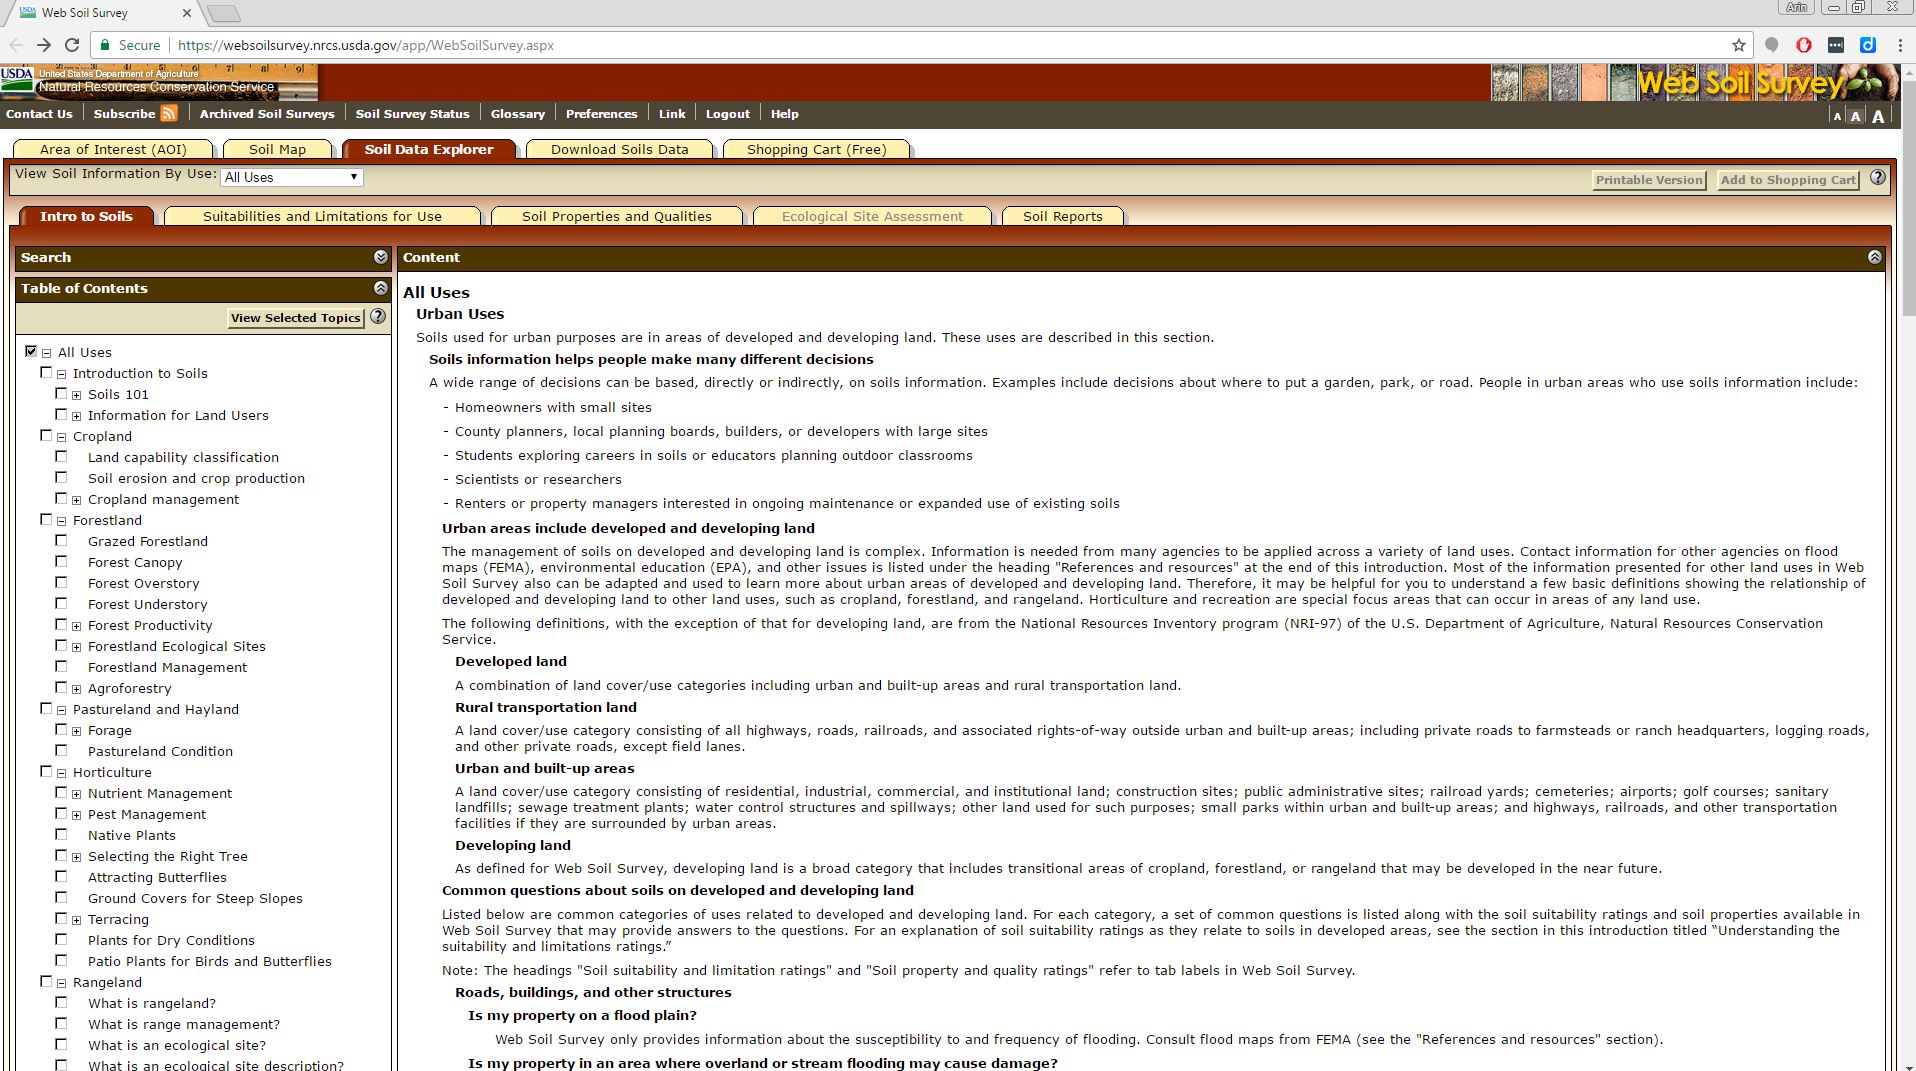 Web Soil Survey
Arin
Secure
https://websoilsurvey.nrcs.usda.gov/app/WebSoilSurvey.aspx
USDA
United States Department of Agriculture
Natural Resources Conservation Service
Web Soil Survey
Contact Us
Subscribe
Archived Soil Surveys
Soil Survey Status
Glossary
Preferences
Link
Logout
Help
A A A
Area of Interest (AOI)
Soil Map
Soil Data Explorer
Download Soils Data
Shopping Cart (Free)
View Soil Information By Use: All Uses
Printable Version
Add to Shopping Cart
Intro to Soils
Suitabilities and Limitations for Use
Soil Properties and Qualities
Ecological Site Assessment
Soil Reports
Search
Table of Contents
View Selected Topics
All Uses
Introduction to Soils
Soils 101
Information for Land Users
Cropland
Land capability classification
Soil erosion and crop production
Cropland management
Forestland
Grazed Forestland
Forest Canopy
Forest Overstory
Forest Understory
Forest Productivity
Forestland Ecological Sites
Forestland Management
Agroforestry
Pastureland and Hayland
Forage
Pastureland Condition
Horticulture
Nutrient Management
Pest Management
Native Plants
Selecting the Right Tree
Attracting Butterflies
Ground Covers for Steep Slopes
Terracing
Plants for Dry Conditions
Patio Plants for Birds and Butterflies
Rangeland
What is rangeland?
What is range management?
What is an ecological site?
What is an ecological site description?
Content
All Uses
Urban Uses
Soils used for urban purposes are in areas of developed and developing land. These uses are described in this section.
Soils information helps people make many different decisions
A wide range of decisions can be based, directly or indirectly, on soils information. Examples include decisions about where to put a garden, park, or road. People in urban areas who use soils information include:
- Homeowners with small sites
- County planners, local planning boards, builders, or developers with large sites
- Students exploring careers in soils or educators planning outdoor classrooms
- Scientists or researchers
- Renters or property managers interested in ongoing maintenance or expanded use of existing soils
Urban areas include developed and developing land
The management of soils on developed and developing land is complex. Information is needed from many agencies to be applied across a variety of land uses. Contact information for other agencies on flood
maps (FEMA), environmental education (EPA), and other issues is listed under the heading "References and resources" at the end of this introduction. Most of the information presented for other land uses in Web
Soil Survey also can be adapted and used to learn more about urban areas of developed and developing land. Therefore, it may be helpful for you to understand a few basic definitions showing the relationship of
developed and developing land to other land uses, such as cropland, forestland, and rangeland. Horticulture and recreation are special focus areas that can occur in areas of any land use.
The following definitions, with the exception of that for developing land, are from the National Resources Inventory program (NRI-97) of the U.S. Department of Agriculture, Natural Resources Conservation
Service.
Developed land
A combination of land cover/use categories including urban and built-up areas and rural transportation land.
Rural transportation land
A land cover/use category consisting of all highways, roads, railroads, and associated rights-of-way outside urban and built-up areas; including private roads to farmsteads or ranch headquarters, logging roads,
and other private roads, except field lanes.
Urban and built-up areas
A land cover/use category consisting of residential, industrial, commercial, and institutional land; construction sites; public administrative sites; railroad yards; cemeteries; airports; golf courses; sanitary
landfills; sewage treatment plants; water control structures and spillways; other land used for such purposes; small parks within urban and built-up areas; and highways, railroads, and other transportation
facilities if they are surrounded by urban areas.
Developing land
As defined for Web Soil Survey, developing land is a broad category that includes transitional areas of cropland, forestland, or rangeland that may be developed in the near future.
Common questions about soils on developed and developing land
Listed below are common categories of uses related to developed and developing land. For each category, a set of common questions is listed along with the soil suitability ratings and soil properties available in
Web Soil Survey that may provide answers to the questions. For an explanation of soil suitability ratings as they relate to soils in developed areas, see the section in this introduction titled “Understanding the
suitability and limitations ratings.”
Note: The headings "Soil suitability and limitation ratings" and "Soil property and quality ratings" refer to tab labels in Web Soil Survey.
Roads, buildings, and other structures
Is my property on a flood plain?
Web Soil Survey only provides information about the susceptibility to and frequency of flooding. Consult flood maps from FEMA (see the "References and resources" section).
Is my property in an area where overland or stream flooding may cause damage?